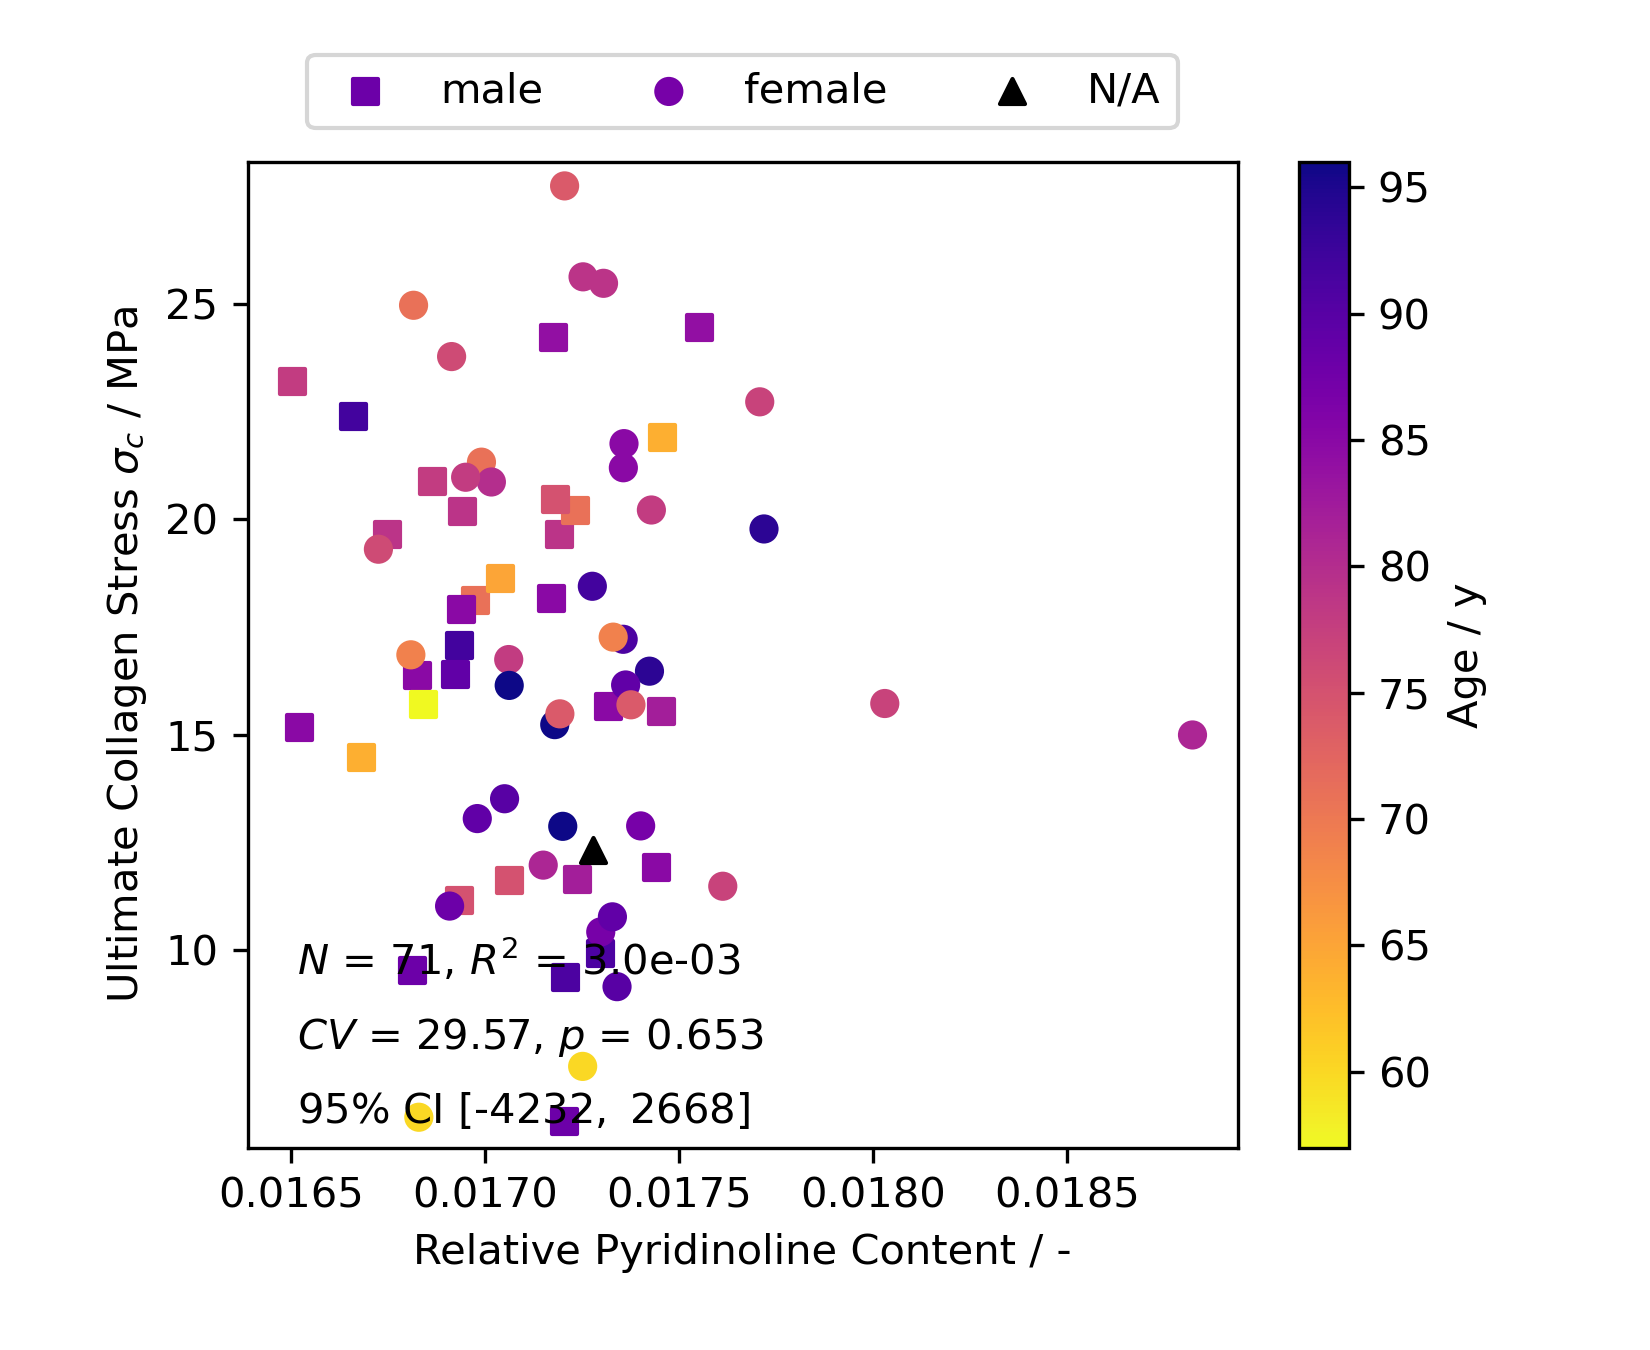 male female N/A
Ultimate Collagen Stress σc / MPa
25
20
15
10
N = 71, R² = 3.0e-03
CV = 29.57, p = 0.653
95% CI [-4232, 2668]
0.0165 0.0170 0.0175 0.0180 0.0185
Relative Pyridinoline Content / -
95
90
85
80
75
70
65
60
Age / y